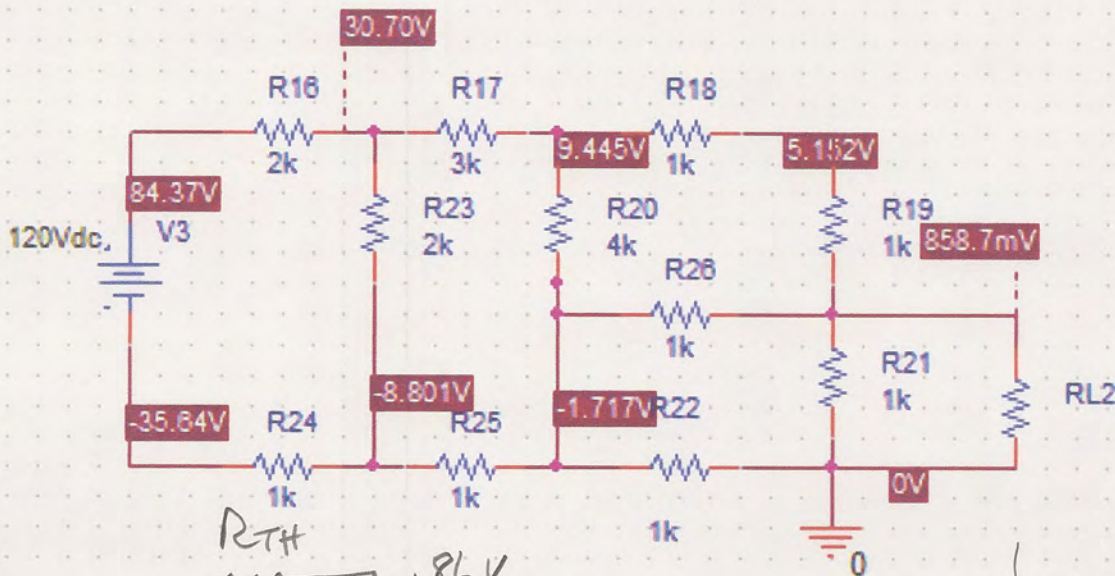 30.70V
R16
R17
R18
2k
3k
9.445V
1k
5.152V
84.37V
120Vdc
V3
R23
2k
R20
4k
R19
1k
858.7mV
R26
1k
R21
1k
RL2
-35.64V
R24
-8.801V
R25
-1.717V
R22
1k
1k
0V
1k
0
RTH